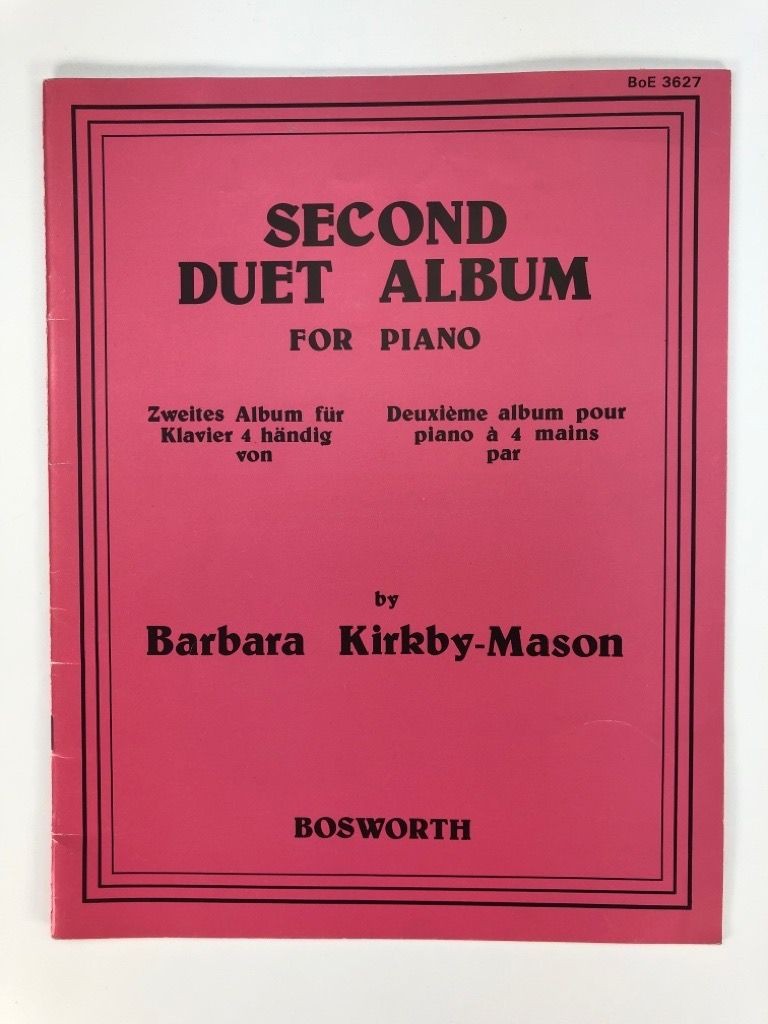 BoE 3627
SECOND
DUET ALBUM
FOR PIANO
Zweites Album für
Klavier 4 händig
von
Deuxième album pour
piano à 4 mains
par
by
Barbara Kirkby-Mason
BOSWORTH